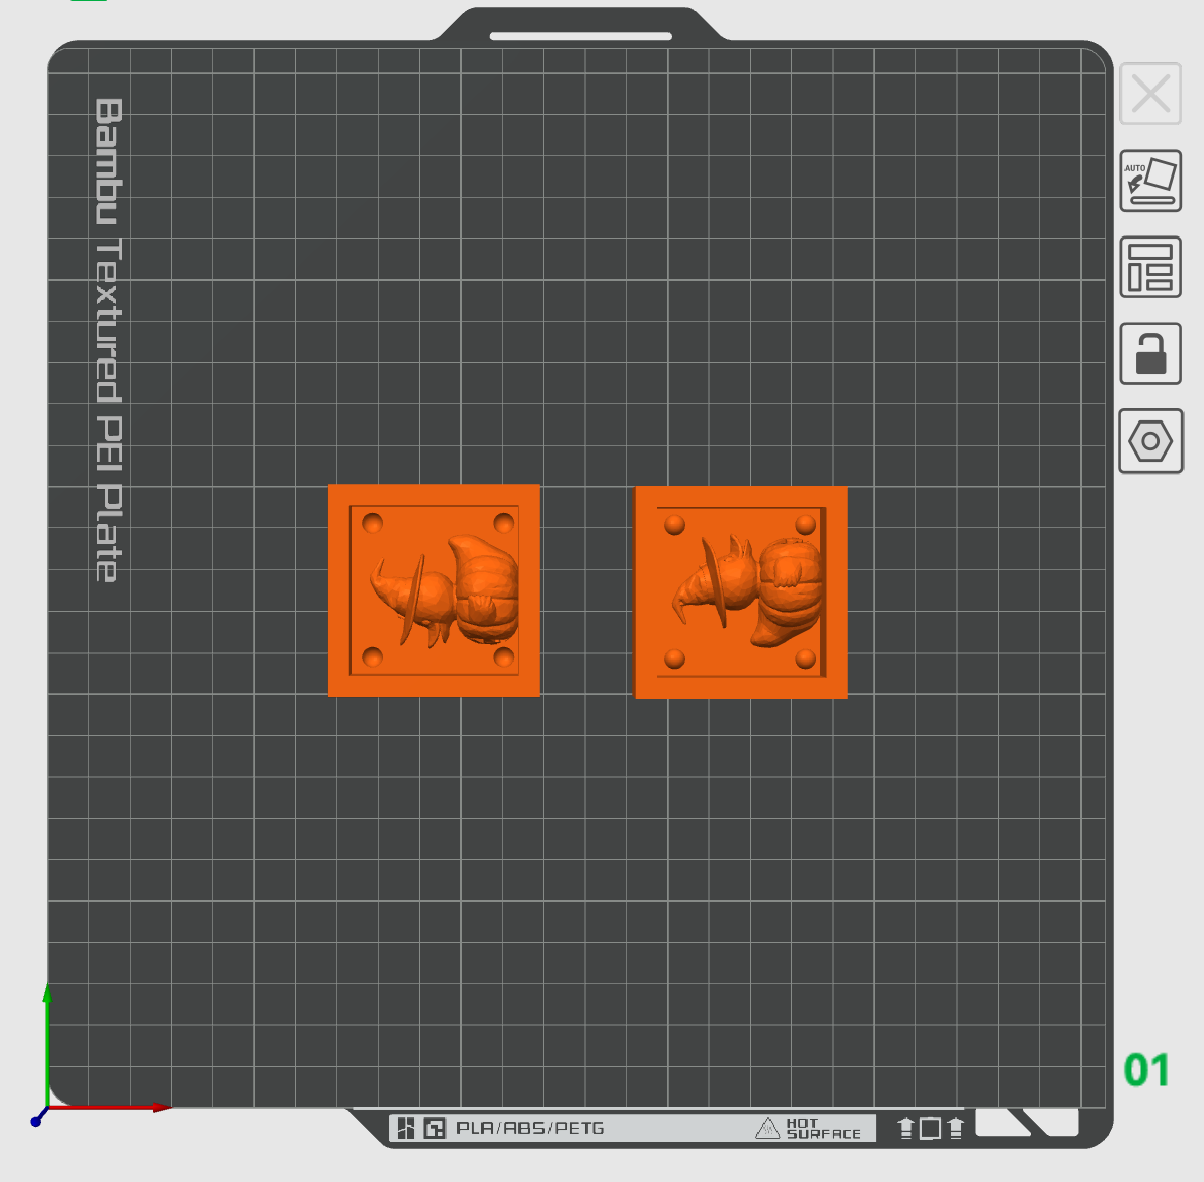 Bambu Textured PEI Plate
AUTO
01
PLA/ABS/PETG
HOT
SURFACE